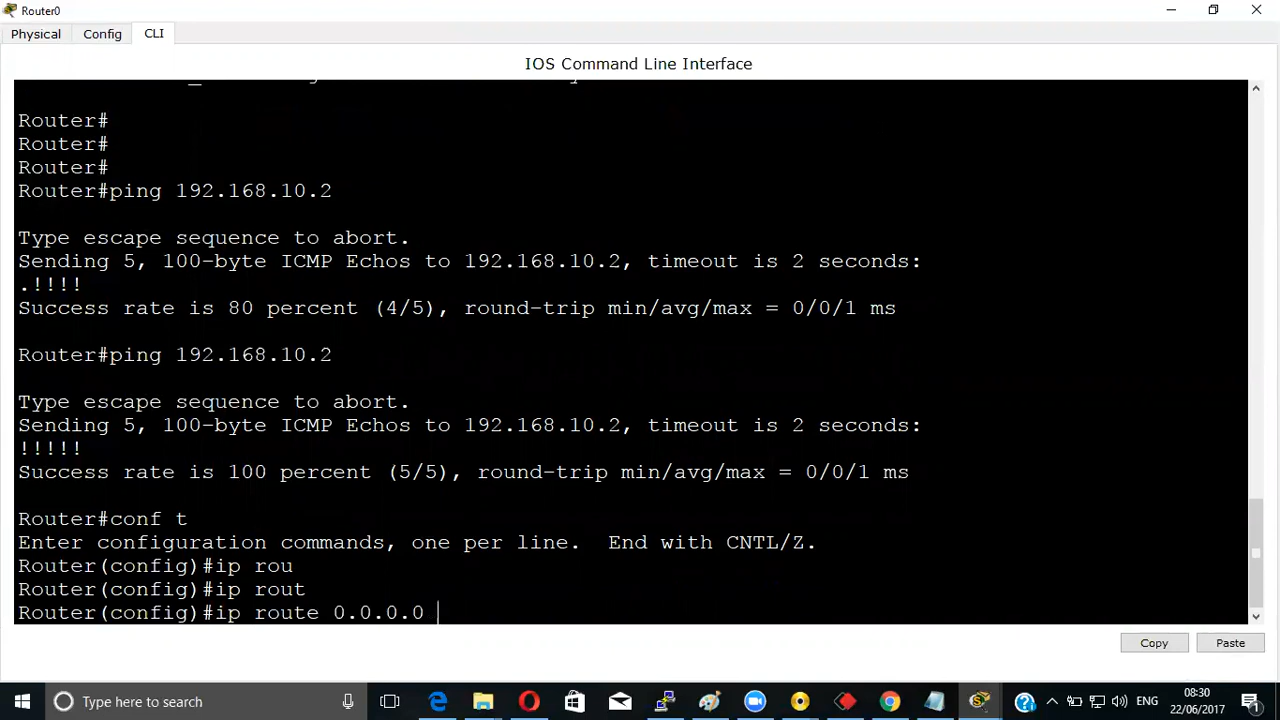 Router0
Physical Config CLI
IOS Command Line Interface
Router#
Router#
Router#
Router#ping 192.168.10.2
Type escape sequence to abort.
Sending 5, 100-byte ICMP Echos to 192.168.10.2, timeout is 2 seconds:
.!!!!
Success rate is 80 percent (4/5), round-trip min/avg/max = 0/0/1 ms
Router#ping 192.168.10.2
Type escape sequence to abort.
Sending 5, 100-byte ICMP Echos to 192.168.10.2, timeout is 2 seconds:
!!!!!
Success rate is 100 percent (5/5), round-trip min/avg/max = 0/0/1 ms
Router#conf t
Enter configuration commands, one per line.  End with CNTL/Z.
Router(config)#ip rou
Router(config)#ip rout
Router(config)#ip route 0.0.0.0
Copy Paste
Type here to search
ENG
08:30
22/06/2017
1